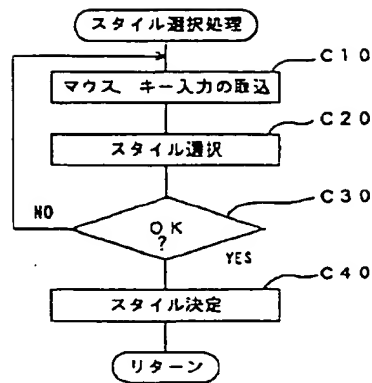 スタイル選択処理
C10
マウス、キー入力の取込
C20
スタイル選択
C30
OK
?
NO
YES
C40
スタイル決定
リターン